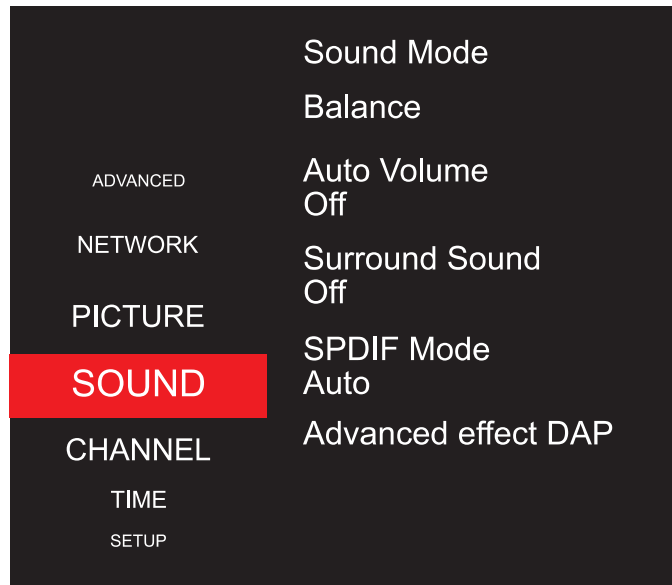 ADVANCED
NETWORK
PICTURE
SOUND
CHANNEL
TIME
SETUP
Sound Mode
Balance
Auto Volume
Off
Surround Sound
Off
SPDIF Mode
Auto
Advanced effect DAP